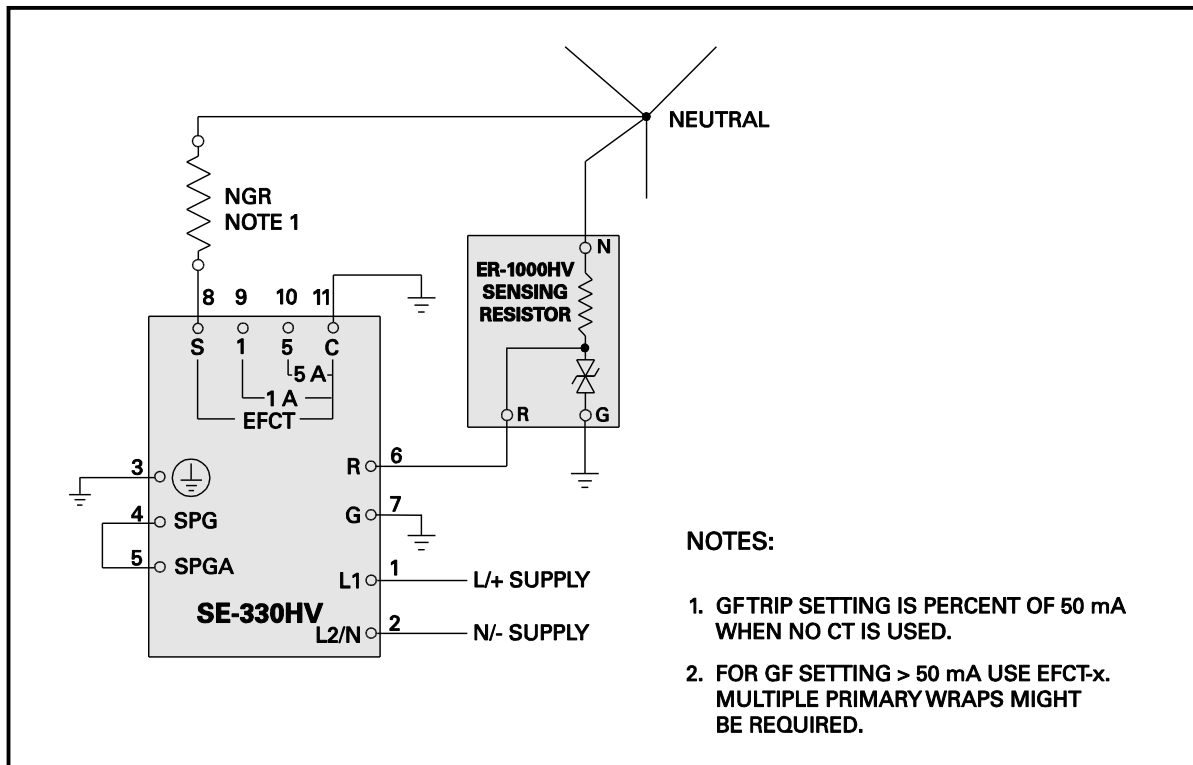 NEUTRAL
NGR
NOTE 1
N
ER-1000HV
SENSING
RESISTOR
R
G
8 9 10 11
S 1 5 C
5 A
1 A
EFCT
3
R 6
4 SPG
G 7
5 SPGA
L1 1 L/+ SUPPLY
SE-330HV
L2/N 2 N/- SUPPLY
NOTES:
1. GF TRIP SETTING IS PERCENT OF 50 mA
WHEN NO CT IS USED.
2. FOR GF SETTING > 50 mA USE EFCT-x.
MULTIPLE PRIMARY WRAPS MIGHT
BE REQUIRED.